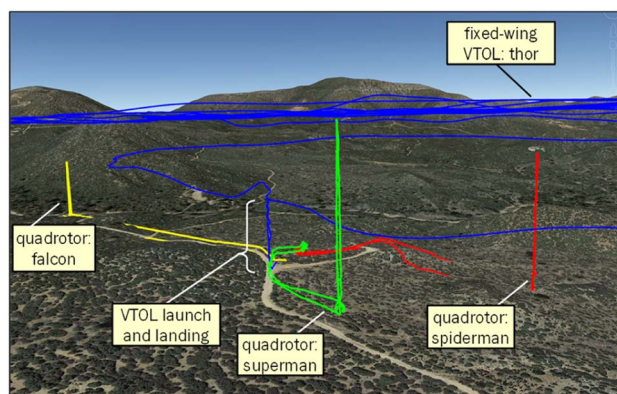 fixed-wing
VTOL: thor
quadrotor:
falcon
VTOL launch
and landing
quadrotor:
superman
quadrotor:
spiderman